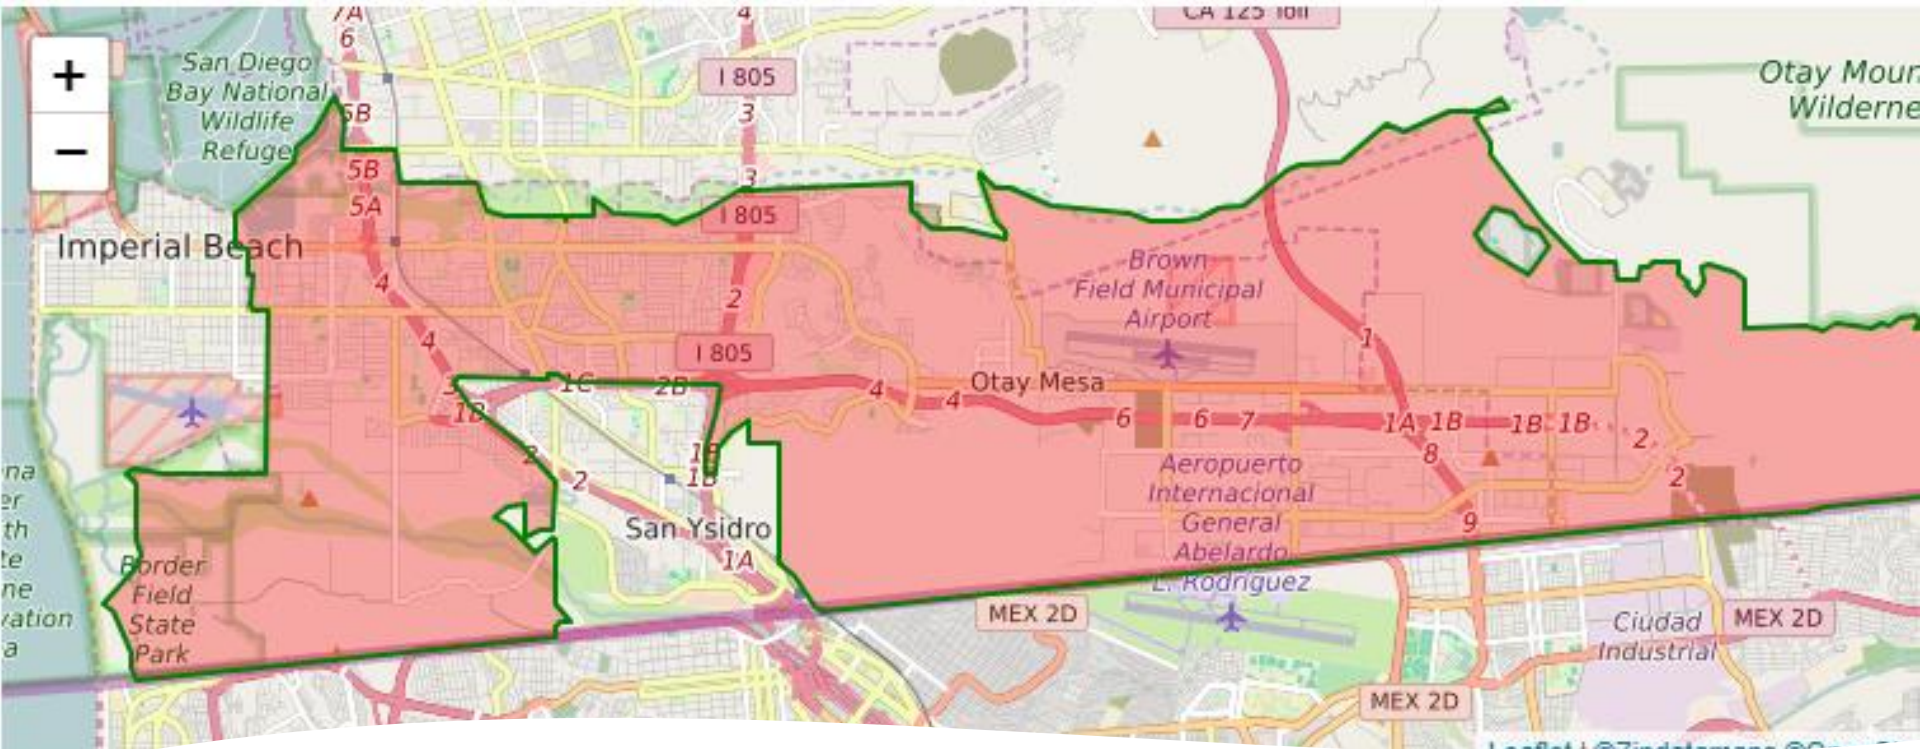 +
−
7A
6
5B
5B
5A
4
4
3
1B
2
2
4
I 805
3
3
I 805
2
I 805
1C
2B
1B
1B
1A
CA 125 Toll
San Diego
Bay National
Wildlife
Refuge
Imperial Beach
Otay
Brown
Field Municipal
Airport
1
Otay Mesa
4
4
6
6
7
1A
1B
1B
1B
2
2
8
9
San Ysidro
Aeropuerto
Internacional
General
Abelardo
L. Rodríguez
Border
Field
State
Park
MEX 2D
MEX 2D
MEX 2D
Ciudad
Industrial